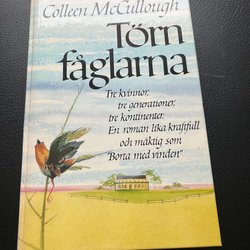 Colleen McCullough
Törn
fåglarna
Tre kvinnor,
tre generationer,
tre kontinenter.
En roman lika kraftfull
och mäktig som
"Borta med vinden"